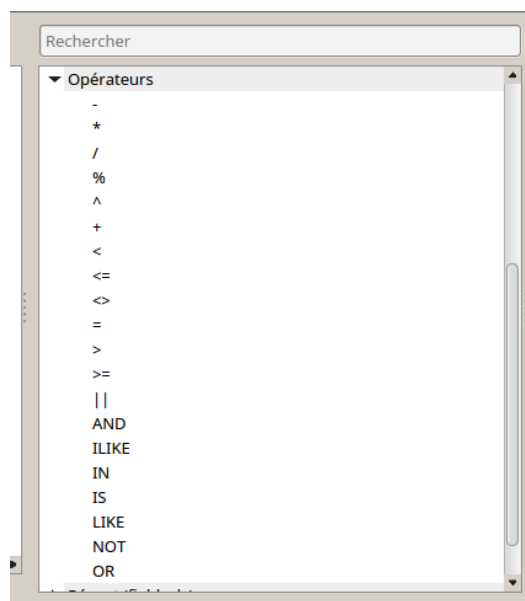 Rechercher
Opérateurs
-
*
/
%
^
+
<
<=
<>
=
>
>=
||
AND
ILIKE
IN
IS
LIKE
NOT
OR